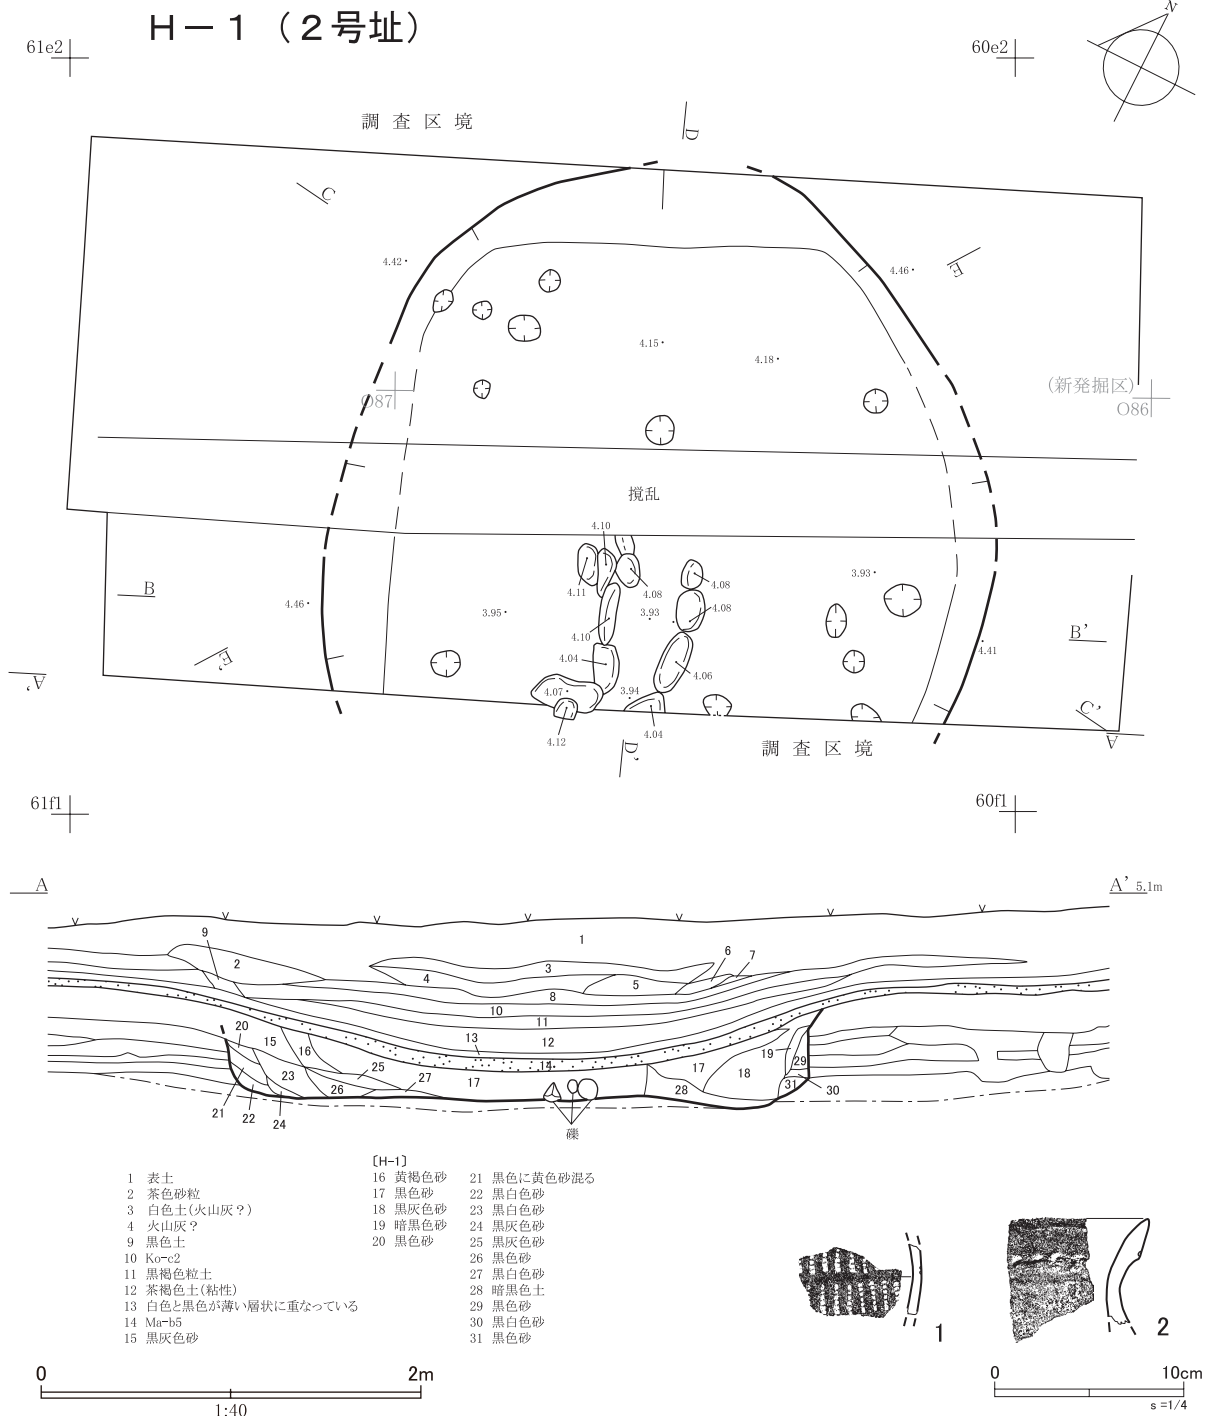 H－1（2号址）
61e2
60e2
N
調査区境
D
C
E
4.42
4.46
4.15
4.18
(新発掘区)
O87
O86
撹乱
4.10
4.11
4.08
4.08
3.93
B
4.46
3.95
3.93
4.08
4.10
B'
E'
4.04
4.41
A'
4.06
4.07
3.94
C'
4.12
4.04
A
D'
調査区境
61f1
60f1
A
A' 5.1m
9
1
6
7
2
3
4
5
8
10
11
13
12
14
20
15
16
25
27
17
17
18
19
29
23
26
28
31
30
21
22
24
礫
1 表土
2 茶色砂粒
3 白色土(火山灰？)
4 火山灰？
9 黒色土
10 Ko-c2
11 黒褐色粒土
12 茶褐色土(粘性)
13 白色と黒色が薄い層状に重なっている
14 Ma-b5
15 黒灰色砂
〔H-1〕
16 黄褐色砂
17 黒色砂
18 黒灰色砂
19 暗黒色砂
20 黒色砂
21 黒色に黄色砂混る
22 黒白色砂
23 黒白色砂
24 黒灰色砂
25 黒灰色砂
26 黒色砂
27 黒白色砂
28 暗黒色土
29 黒色砂
30 黒白色砂
31 黒色砂
1
2
0 2m
1:40
0 10cm
s=1/4